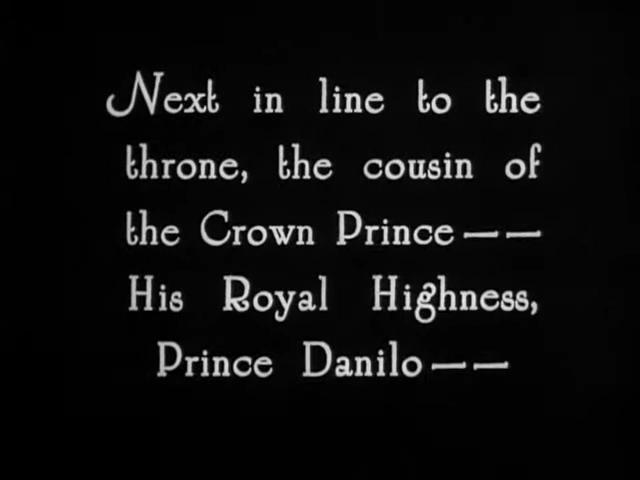 Next in line to the
throne, the cousin of
the Crown Prince——
His Royal Highness,
Prince Danilo——